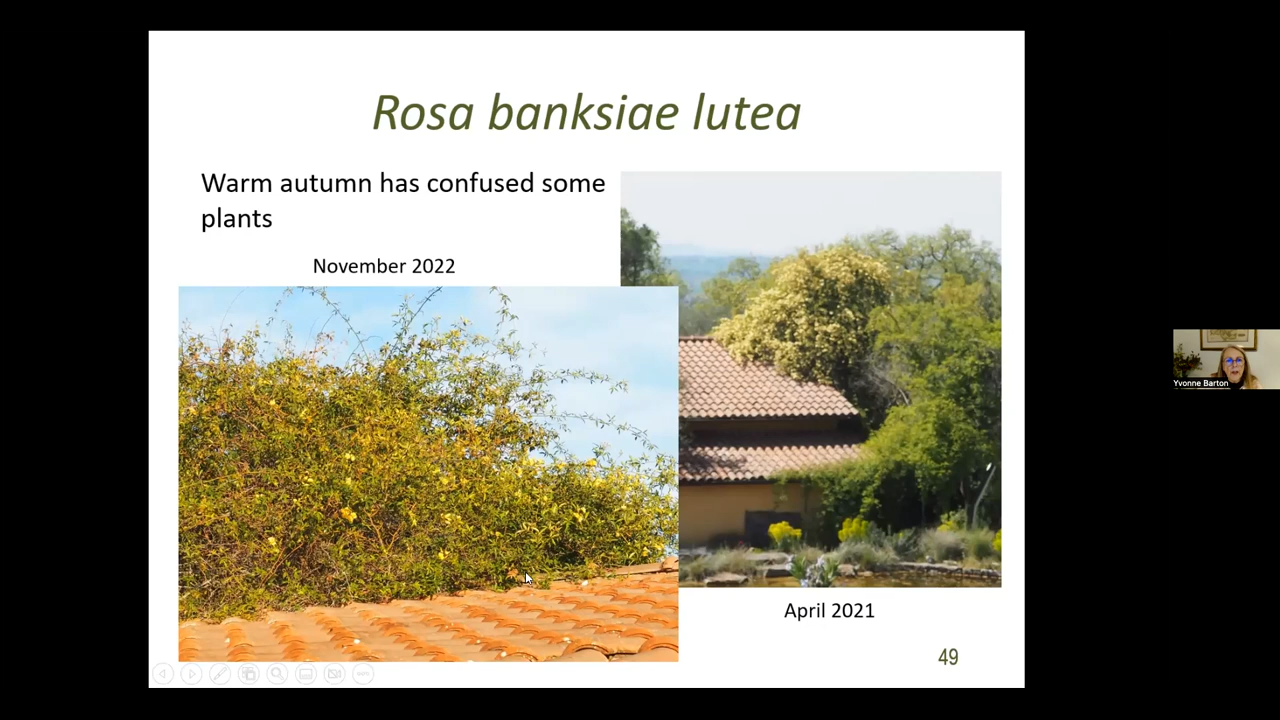 Rosa banksiae lutea
Warm autumn has confused some
plants
November 2022
April 2021
49
Yvonne Barton